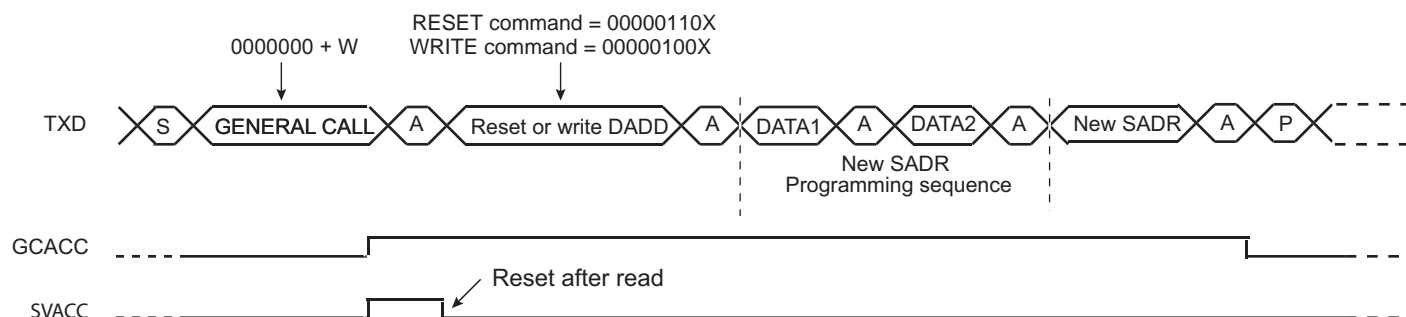 RESET command = 00000110X
0000000 + W
WRITE command = 00000100X
TXD
S
GENERAL CALL
A
Reset or write DADD
A
DATA1
A
DATA2
A
New SADR
A
P
New SADR
Programming sequence
GCACC
Reset after read
SVACC